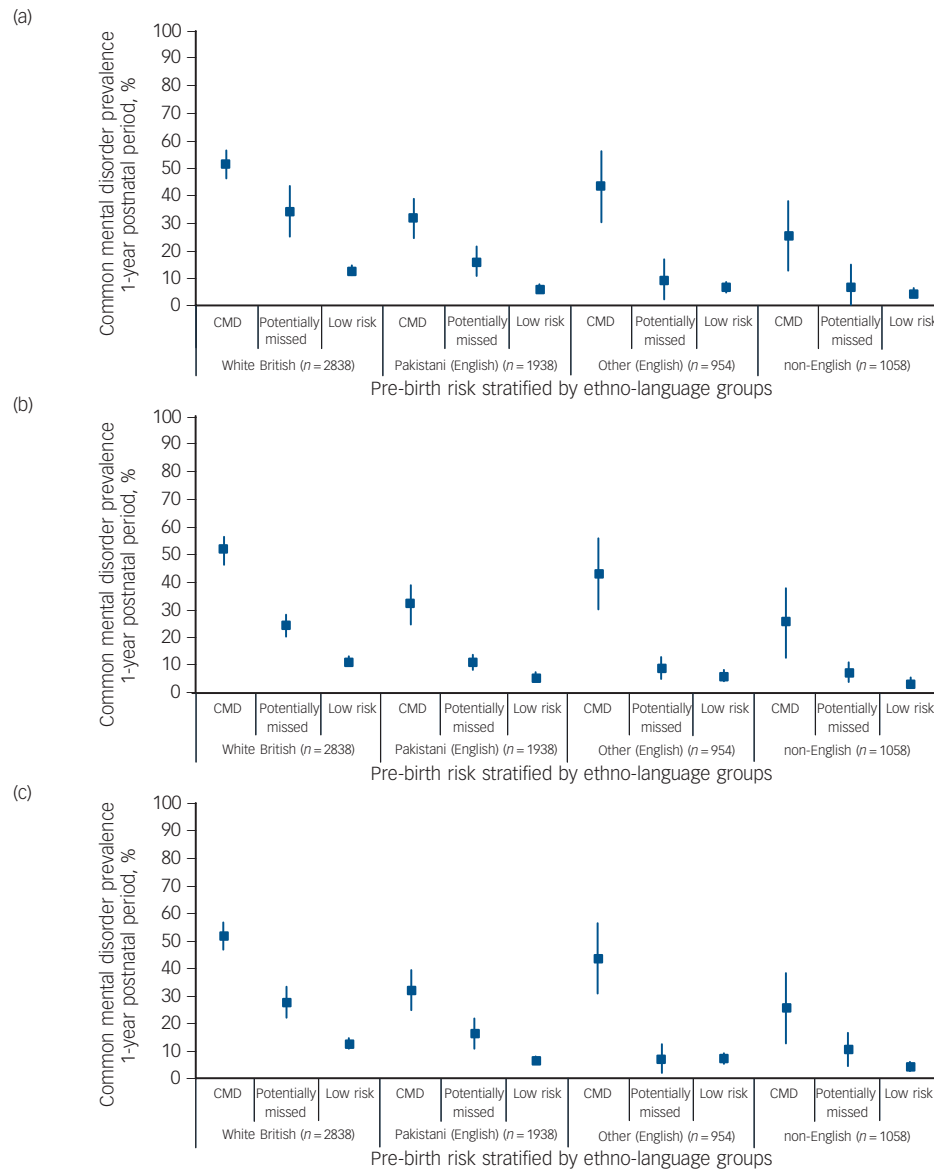 (a)
Common mental disorder prevalence
1-year postnatal period, %
100
90
80
70
60
50
40
30
20
10
0
CMD Potentially missed Low risk CMD Potentially missed Low risk CMD Potentially missed Low risk CMD Potentially missed Low risk
White British (n = 2838) Pakistani (English) (n = 1938) Other (English) (n = 954) non-English (n = 1058)
Pre-birth risk stratified by ethno-language groups
(b)
Common mental disorder prevalence
1-year postnatal period, %
100
90
80
70
60
50
40
30
20
10
0
CMD Potentially missed Low risk CMD Potentially missed Low risk CMD Potentially missed Low risk CMD Potentially missed Low risk
White British (n = 2838) Pakistani (English) (n = 1938) Other (English) (n = 954) non-English (n = 1058)
Pre-birth risk stratified by ethno-language groups
(c)
Common mental disorder prevalence
1-year postnatal period, %
100
90
80
70
60
50
40
30
20
10
0
CMD Potentially missed Low risk CMD Potentially missed Low risk CMD Potentially missed Low risk CMD Potentially missed Low risk
White British (n = 2838) Pakistani (English) (n = 1938) Other (English) (n = 954) non-English (n = 1058)
Pre-birth risk stratified by ethno-language groups